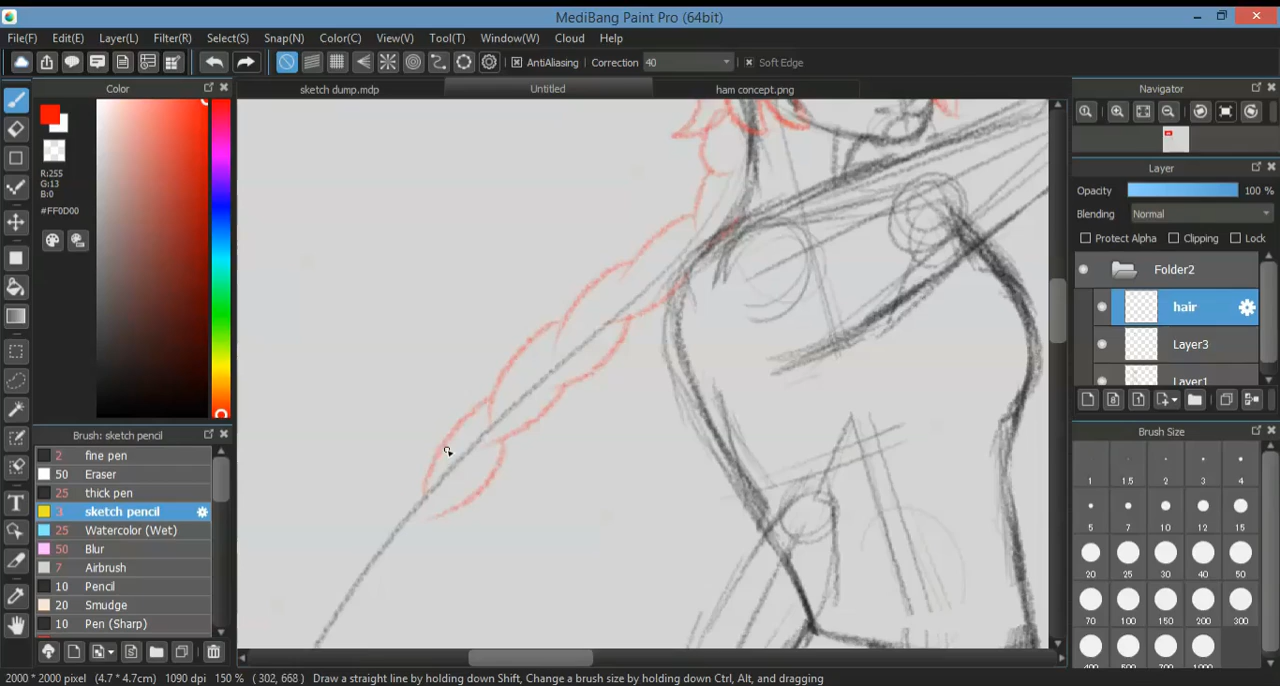 MediBang Paint Pro (64bit)
File(F) Edit(E) Layer(L) Filter(R) Select(S) Snap(N) Color(C) View(V) Tool(T) Window(W) Cloud Help
AntiAliasing Correction 40 Soft Edge
Color
sketch dump.mdp Untitled ham concept.png
Navigator
R:255
G:13
B:0
#FF0D00
Layer
Opacity 100 %
Blending Normal
Protect Alpha Clipping Lock
Folder2
hair
Layer3
Layer1
8 1
Brush: sketch pencil
2 fine pen
50 Eraser
25 thick pen
3 sketch pencil
25 Watercolor (Wet)
50 Blur
7 Airbrush
10 Pencil
20 Smudge
10 Pen (Sharp)
Brush Size
1 1.5 2 3 4
5 7 10 12 15
20 25 30 40 50
70 100 150 200 300
400 500 700 1000
2000 * 2000 pixel (4.7 * 4.7cm) 1090 dpi 150 % ( 302, 668 ) Draw a straight line by holding down Shift, Change a brush size by holding down Ctrl, Alt, and dragging